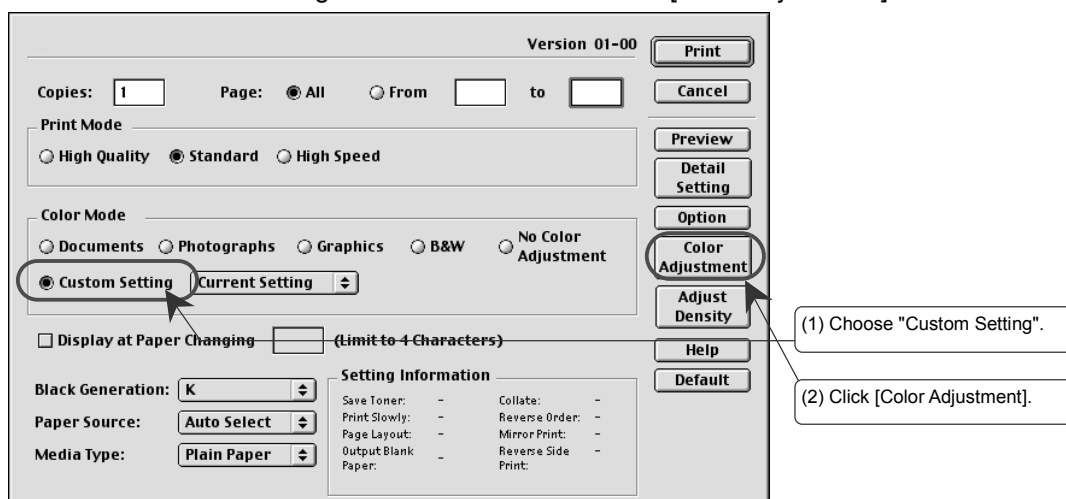 Version 01-00
Print
Copies: 1 Page: All From to
Cancel
Print Mode
High Quality Standard High Speed
Preview
Detail
Setting
Color Mode
Option
Documents Photographs Graphics B&W No Color
Adjustment
Color
Adjustment
Custom Setting Current Setting
Adjust
Density
(1) Choose "Custom Setting".
Display at Paper Changing (Limit to 4 Characters)
Help
Setting Information
Default
Black Generation: K
(2) Click [Color Adjustment].
Save Toner: - Collate: -
Paper Source: Auto Select
Print Slowly: - Reverse Order: -
Page Layout: - Mirror Print: -
Media Type: Plain Paper
Output Blank
Paper: -
Reverse Side
Print: -